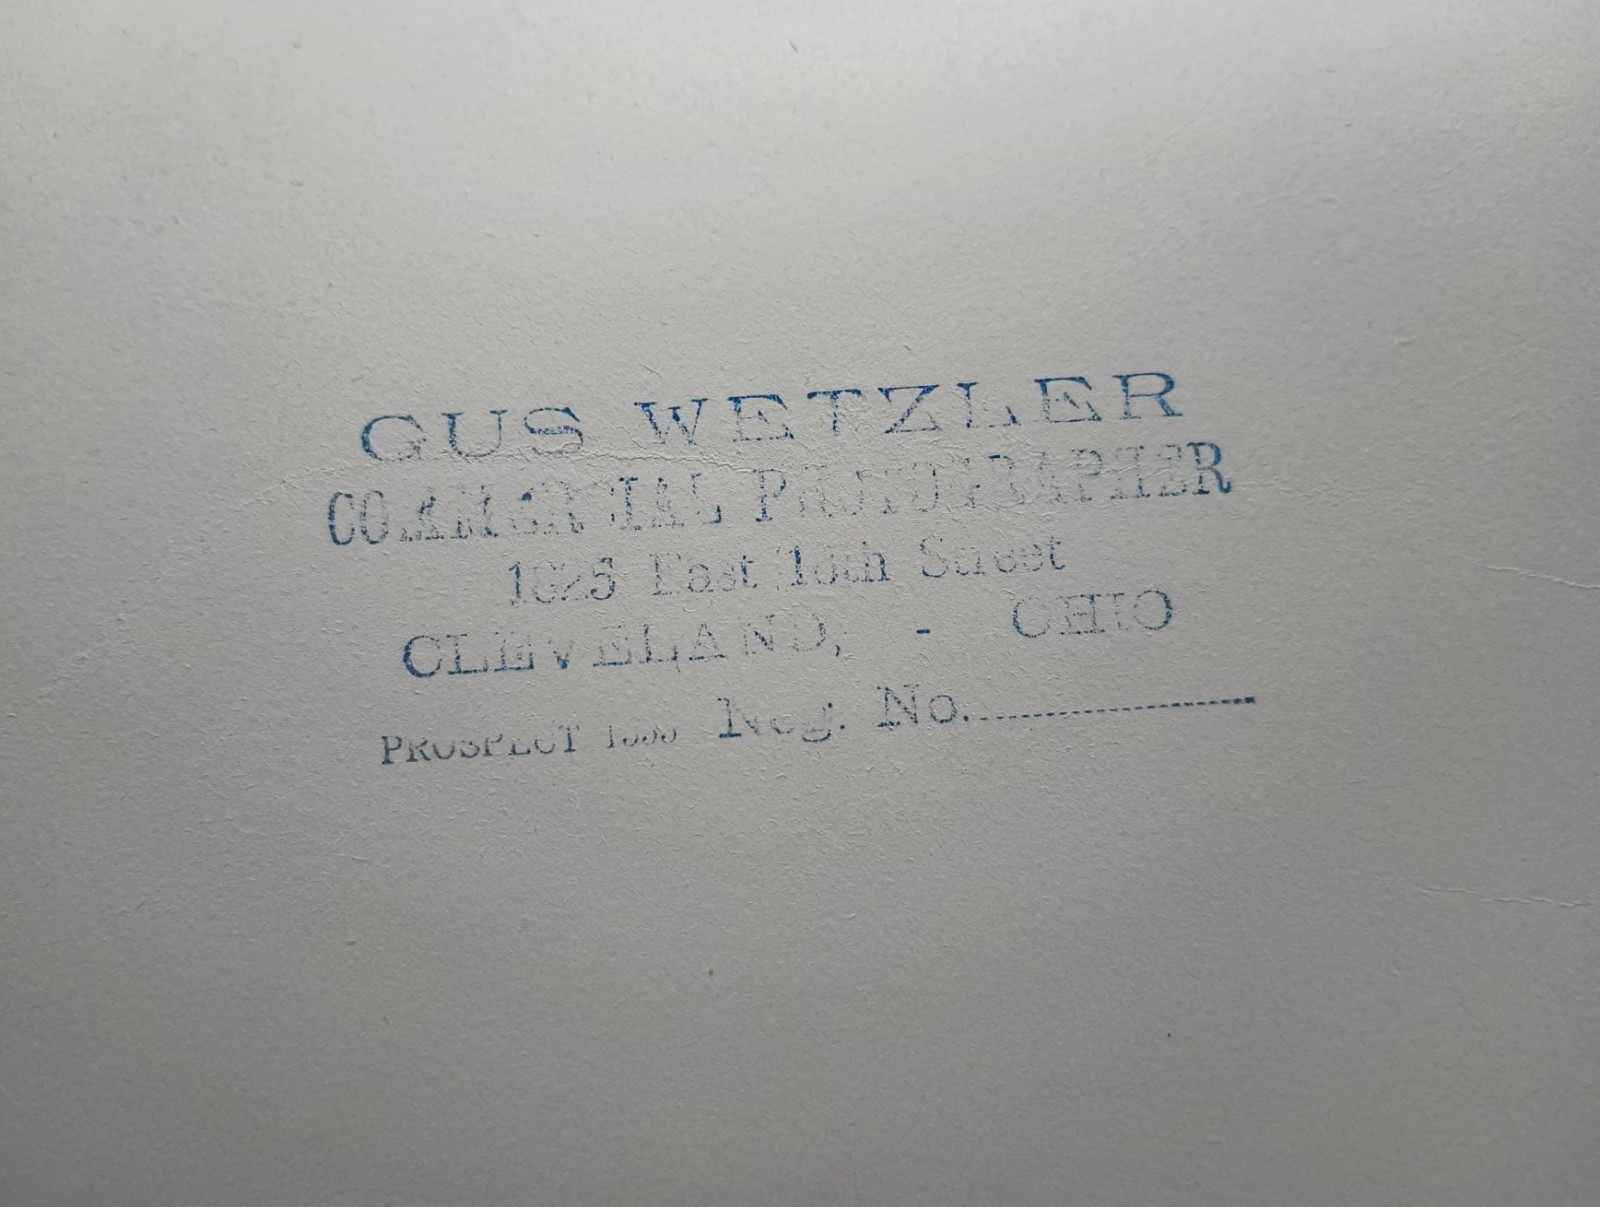 GUS WETZLER
COMMERCIAL PHOTOGRAPHER
East Street
CLEVELAND, - OHIO
PROSPECT Neg. No.